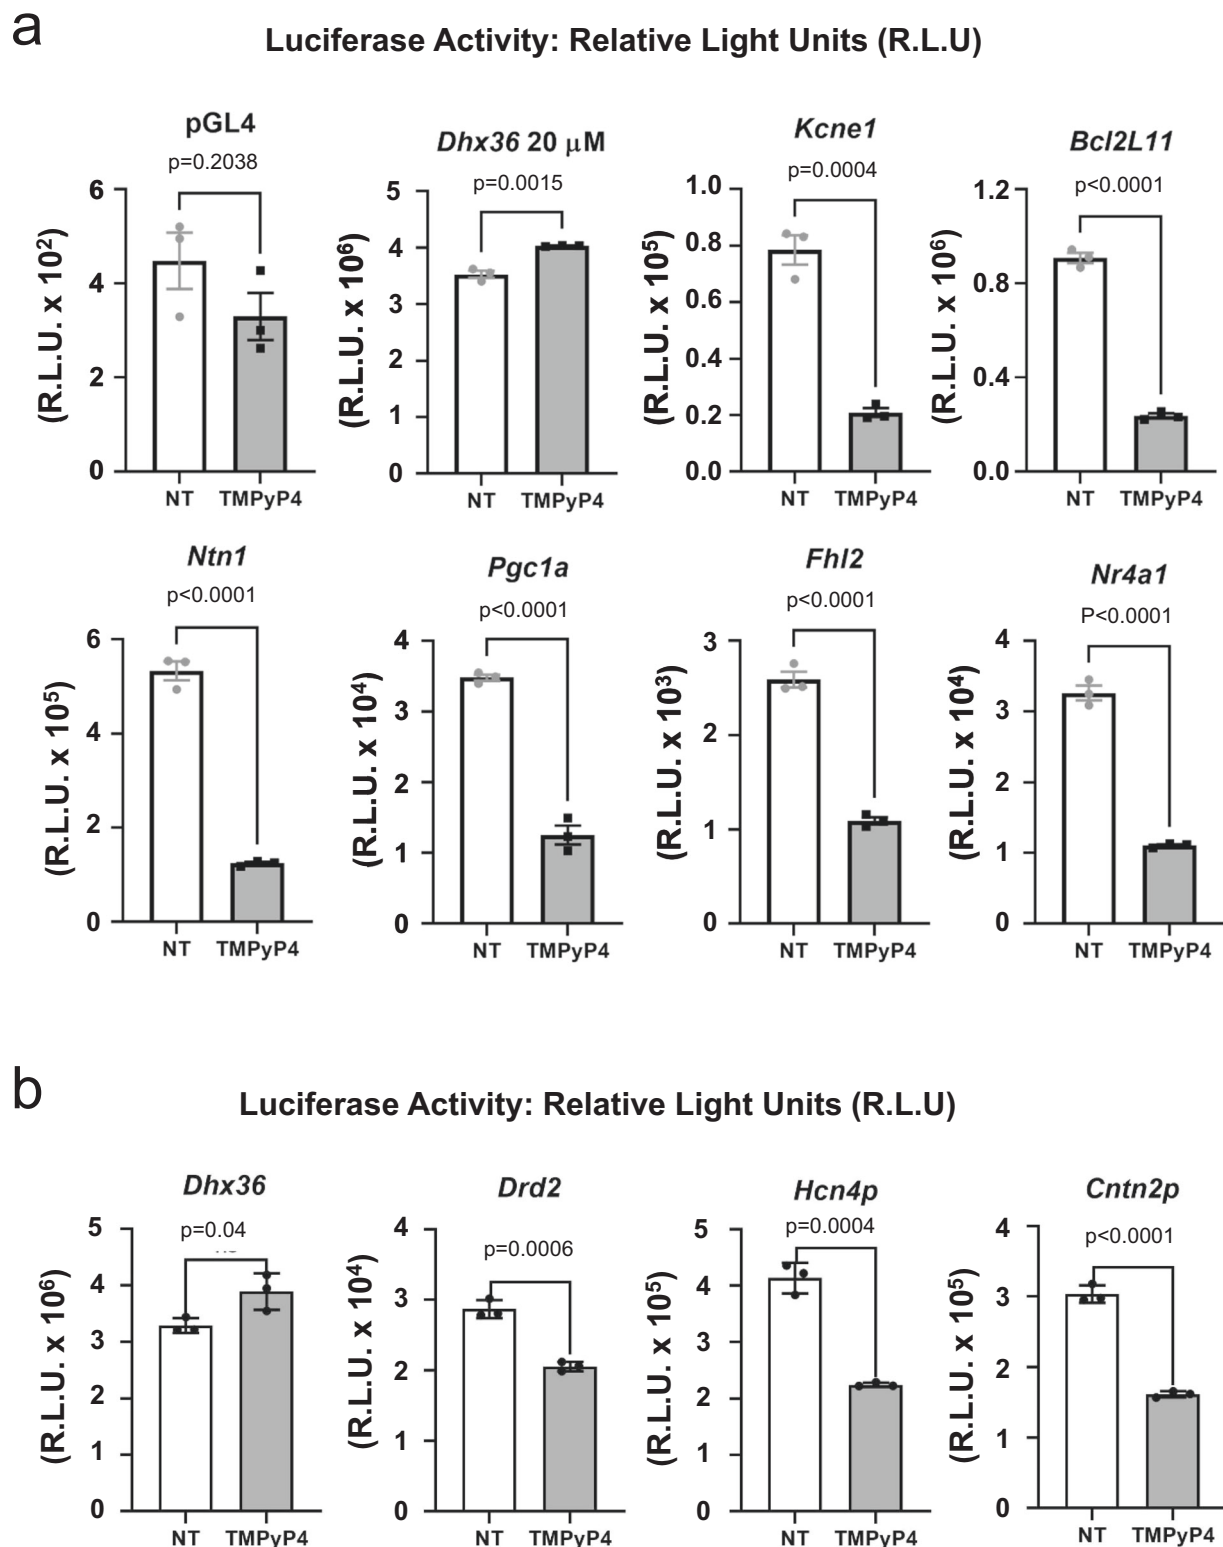 a
Luciferase Activity: Relative Light Units (R.L.U)
pGL4
p=0.2038
(R.L.U. x 10²)
6
4
2
0
NT TMPyP4
Dhx36 20 μM
p=0.0015
(R.L.U. x 10⁶)
5
4
3
2
1
0
NT TMPyP4
Kcne1
p=0.0004
(R.L.U. x 10⁵)
1.0
0.8
0.6
0.4
0.2
0.0
NT TMPyP4
Bcl2L11
p<0.0001
(R.L.U. x 10⁶)
1.2
0.8
0.4
0.0
NT TMPyP4
Ntn1
p<0.0001
(R.L.U. x 10⁵)
6
4
2
0
NT TMPyP4
Pgc1a
p<0.0001
(R.L.U. x 10⁴)
4
3
2
1
0
NT TMPyP4
Fhl2
p<0.0001
(R.L.U. x 10³)
3
2
1
0
NT TMPyP4
Nr4a1
P<0.0001
(R.L.U. x 10⁴)
4
3
2
1
0
NT TMPyP4
b
Luciferase Activity: Relative Light Units (R.L.U)
Dhx36
p=0.04
(R.L.U. x 10⁶)
5
4
3
2
1
0
NT TMPyP4
Drd2
p=0.0006
(R.L.U. x 10⁴)
4
3
2
1
0
NT TMPyP4
Hcn4p
p=0.0004
(R.L.U. x 10⁵)
5
4
3
2
1
0
NT TMPyP4
Cntn2p
p<0.0001
(R.L.U. x 10⁵)
4
3
2
1
0
NT TMPyP4